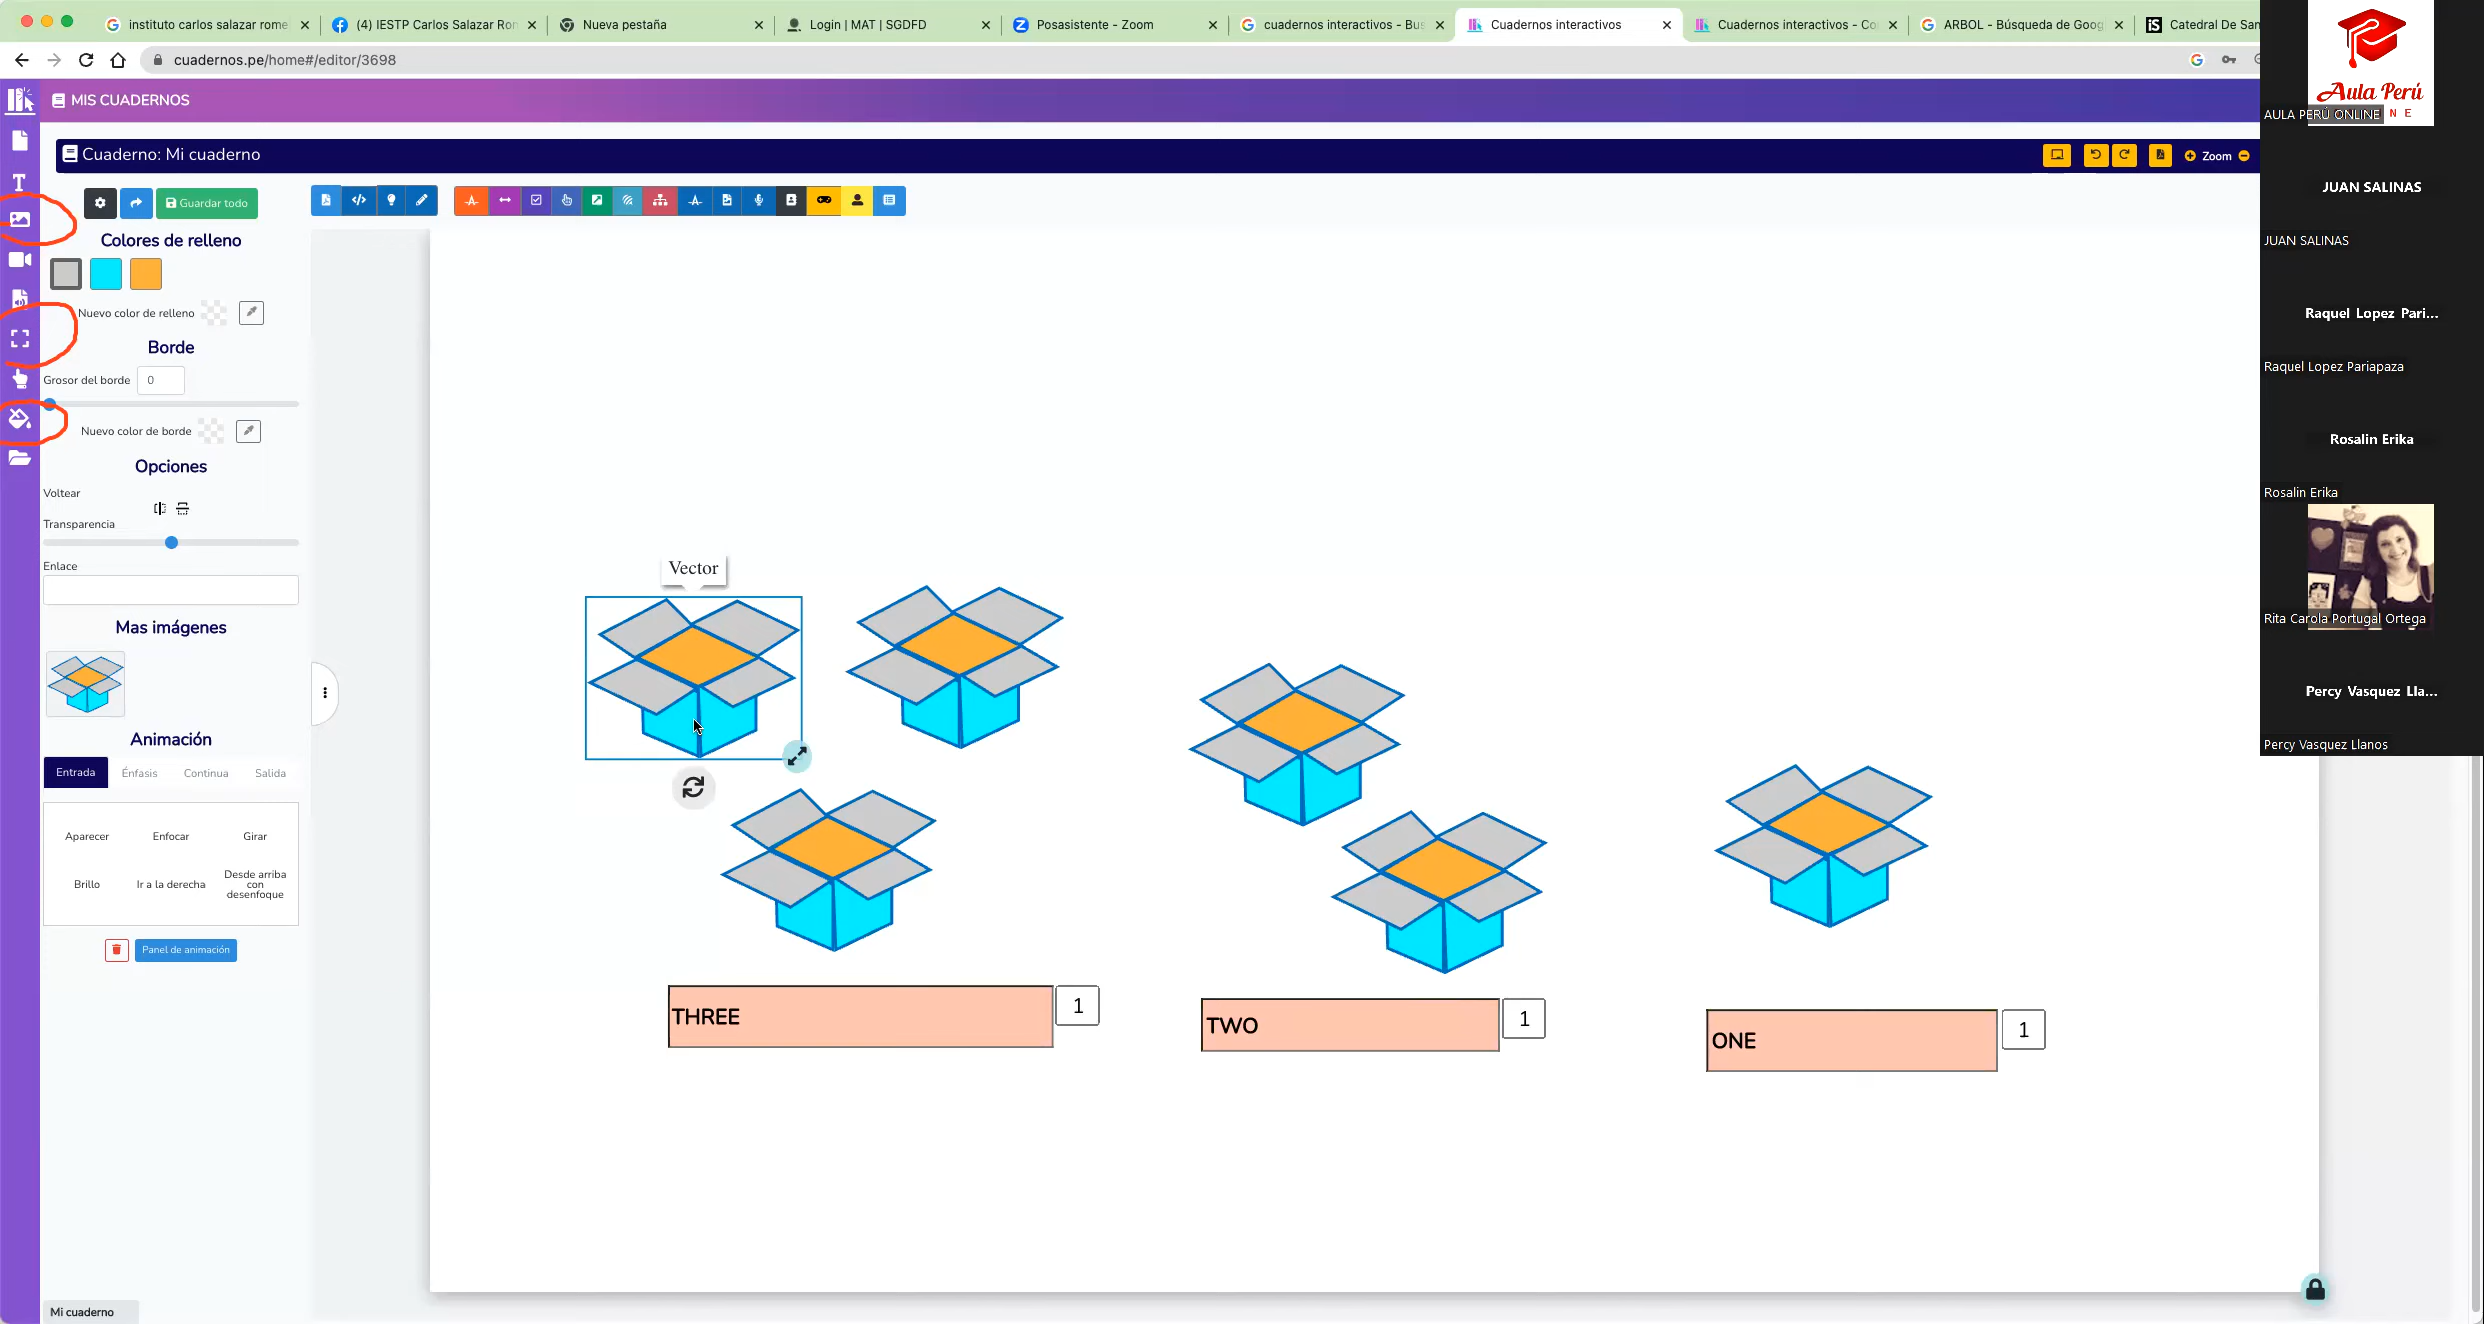 instituto carlos salazar rome
(4) IESTP Carlos Salazar Ron
Nueva pestaña
Login | MAT | SGDFD
Posasistente - Zoom
cuadernos interactivos - Bus
Cuadernos interactivos
Cuadernos interactivos - Co
ARBOL - Búsqueda de Goog
Catedral De San
cuadernos.pe/home#/editor/3698
MIS CUADERNOS
Cuaderno: Mi cuaderno
Zoom
Guardar todo
Colores de relleno
Nuevo color de relleno
Borde
Grosor del borde 0
Nuevo color de borde
Opciones
Voltear
Transparencia
Enlace
Mas imágenes
Animación
Entrada Énfasis Continua Salida
Aparecer Enfocar Girar
Brillo Ir a la derecha Desde arriba
con
desenfoque
Panel de animación
Mi cuaderno
Vector
THREE 1
TWO 1
ONE 1
Aula Perú
N E
AULA PERÚ ONLINE
JUAN SALINAS
JUAN SALINAS
Raquel Lopez Pari...
Raquel Lopez Pariapaza
Rosalin Erika
Rosalin Erika
Rita Carola Portugal Ortega
Percy Vasquez Lla...
Percy Vasquez Llanos